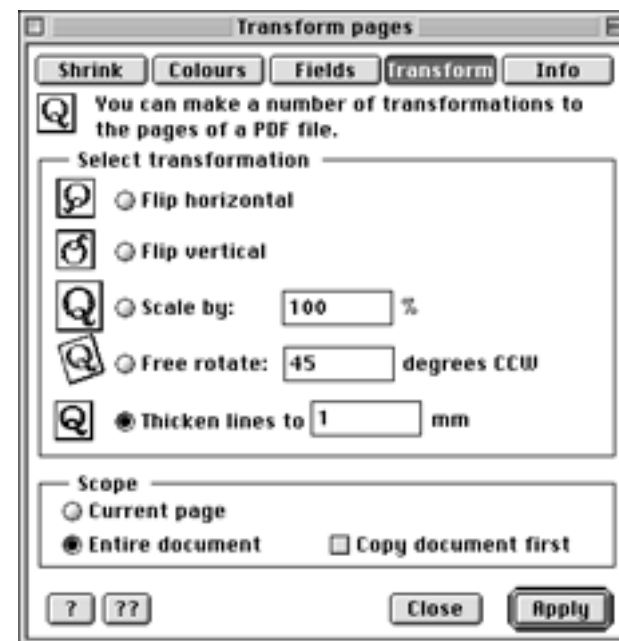 Transform pages
Shrink Colours Fields Transform Info
Q You can make a number of transformations to
the pages of a PDF file.
Select transformation
Q Flip horizontal
Q Flip vertical
Q Scale by: 100 %
Q Free rotate: 45 degrees CCW
Q Thicken lines to 1 mm
Scope
Current page
Entire document Copy document first
? ?? Close Apply